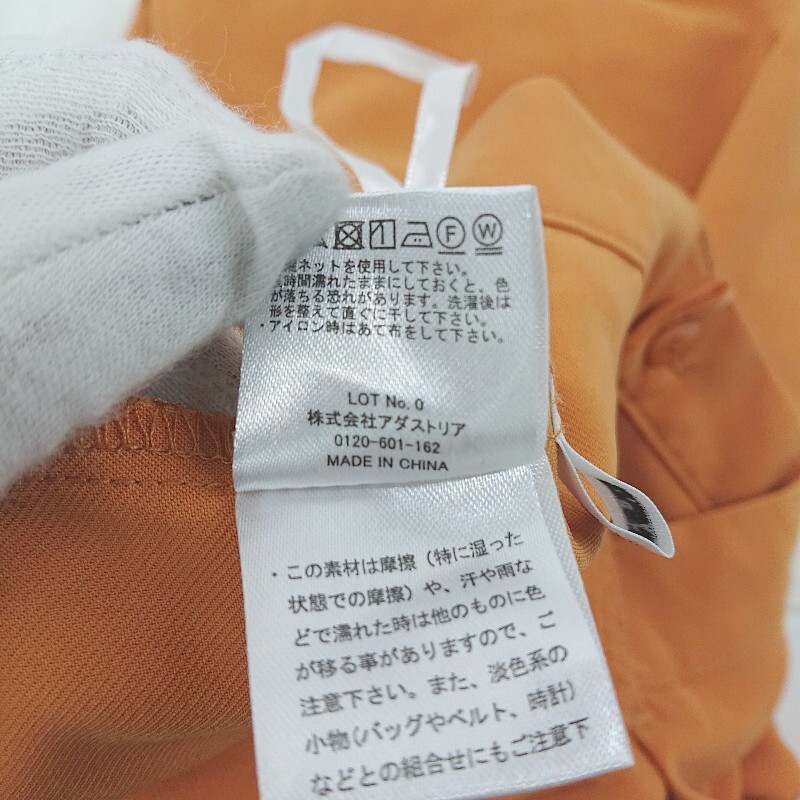 F W
ネットを使用して下さい。
時間濡れたままにしておくと、色
が落ちる恐れがあります。洗濯後は
形を整えて直ぐに干して下さい。
・アイロン時はあて布をして下さい。
LOT No. 0
株式会社アダストリア
0120-601-162
MADE IN CHINA
・この素材は摩擦（特に湿った
状態での摩擦）や、汗や雨な
どで濡れた時は他のものに色
が移る事がありますので、ご
注意下さい。また、淡色系の
小物（バッグやベルト、時計）
などとの組合せにもご注意下